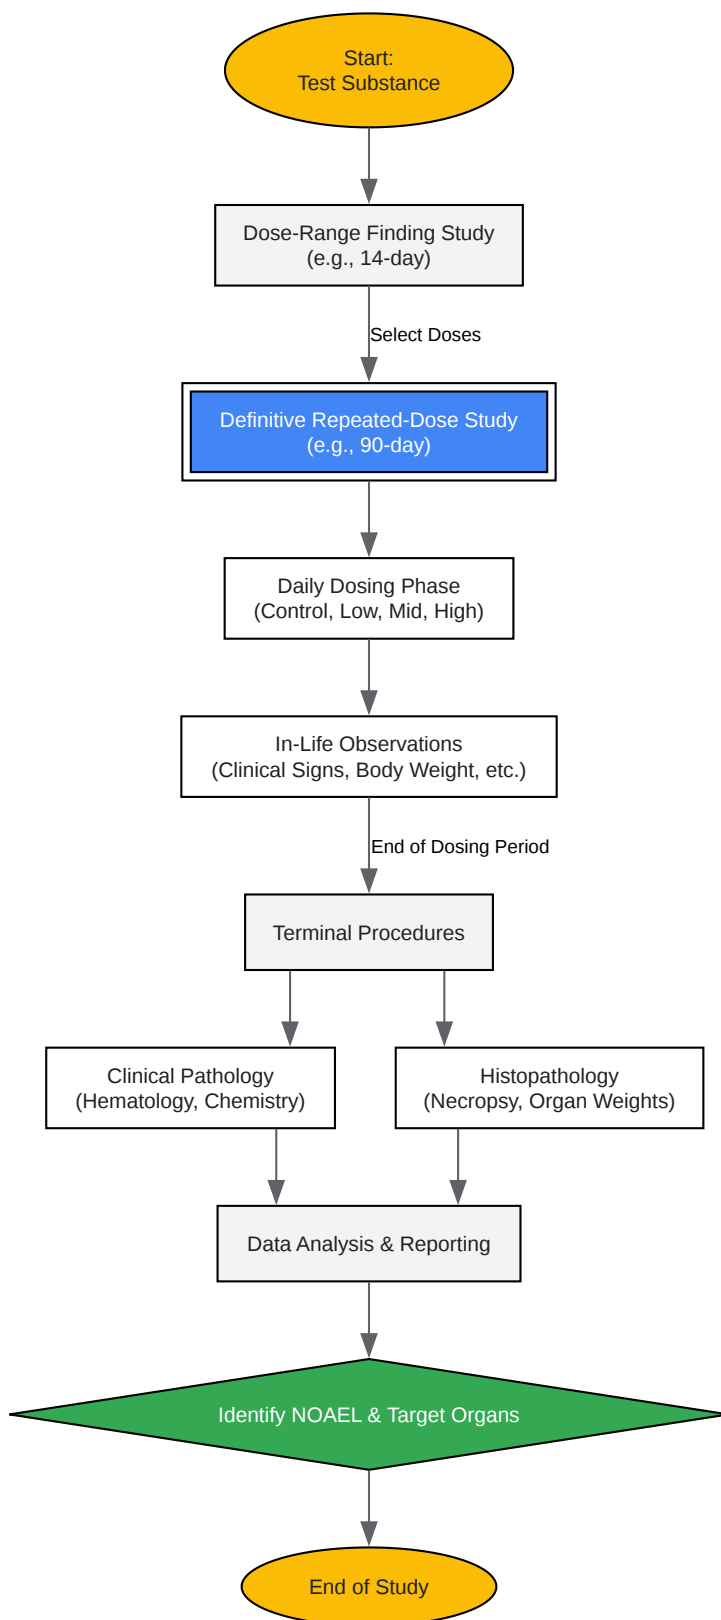 Start:
Test Substance
Dose-Range Finding Study
(e.g., 14-day)
Select Doses
Definitive Repeated-Dose Study
(e.g., 90-day)
Daily Dosing Phase
(Control, Low, Mid, High)
In-Life Observations
(Clinical Signs, Body Weight, etc.)
End of Dosing Period
Terminal Procedures
Clinical Pathology
(Hematology, Chemistry)
Histopathology
(Necropsy, Organ Weights)
Data Analysis & Reporting
Identify NOAEL & Target Organs
End of Study